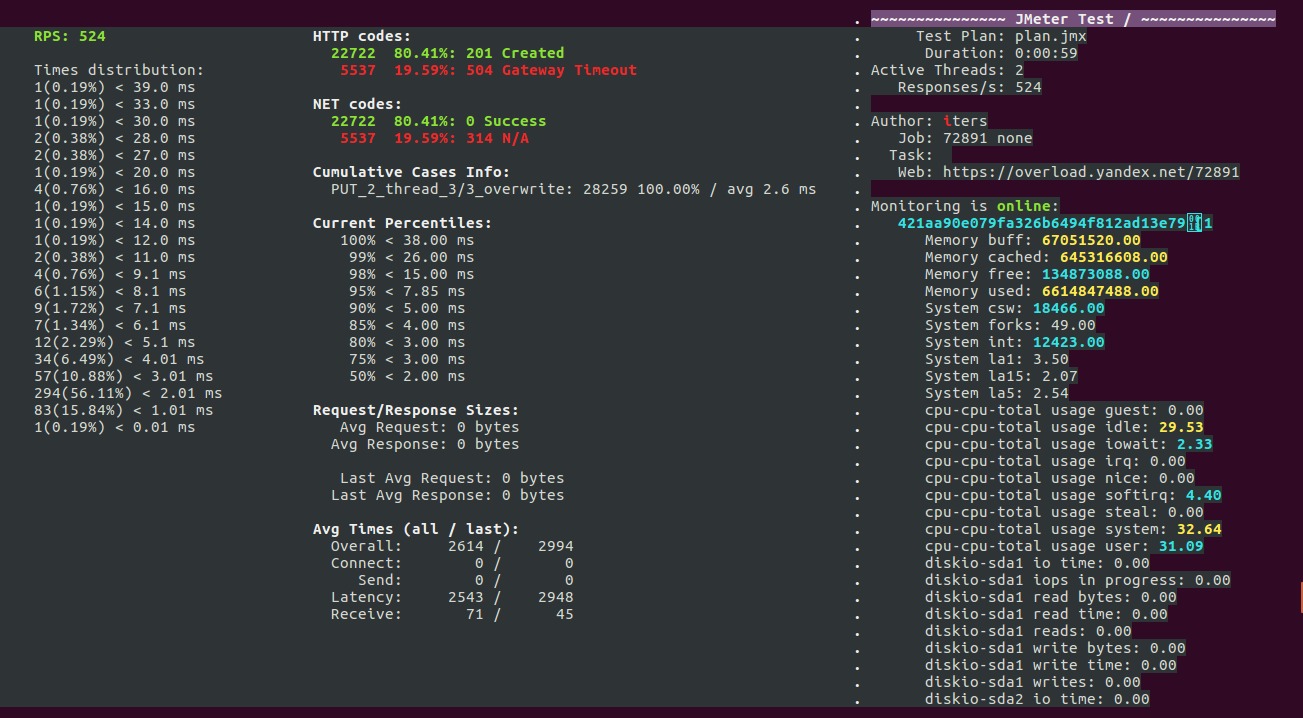 ~~~~~~~~~~~~~~~ JMeter Test / ~~~~~~~~~~~~~~~
RPS: 524
Times distribution:
1(0.19%) < 39.0 ms
1(0.19%) < 33.0 ms
1(0.19%) < 30.0 ms
2(0.38%) < 28.0 ms
2(0.38%) < 27.0 ms
1(0.19%) < 20.0 ms
4(0.76%) < 16.0 ms
1(0.19%) < 15.0 ms
1(0.19%) < 14.0 ms
1(0.19%) < 12.0 ms
2(0.38%) < 11.0 ms
4(0.76%) < 9.1 ms
6(1.15%) < 8.1 ms
9(1.72%) < 7.1 ms
7(1.34%) < 6.1 ms
12(2.29%) < 5.1 ms
34(6.49%) < 4.01 ms
57(10.88%) < 3.01 ms
294(56.11%) < 2.01 ms
83(15.84%) < 1.01 ms
1(0.19%) < 0.01 ms
HTTP codes:
22722 80.41%: 201 Created
5537 19.59%: 504 Gateway Timeout
NET codes:
22722 80.41%: 0 Success
5537 19.59%: 314 N/A
Cumulative Cases Info:
PUT_2_thread_3/3_overwrite: 28259 100.00% / avg 2.6 ms
Current Percentiles:
100% < 38.00 ms
99% < 26.00 ms
98% < 15.00 ms
95% < 7.85 ms
90% < 5.00 ms
85% < 4.00 ms
80% < 3.00 ms
75% < 3.00 ms
50% < 2.00 ms
Request/Response Sizes:
Avg Request: 0 bytes
Avg Response: 0 bytes
Last Avg Request: 0 bytes
Last Avg Response: 0 bytes
Avg Times (all / last):
Overall: 2614 / 2994
Connect: 0 / 0
Send: 0 / 0
Latency: 2543 / 2948
Receive: 71 / 45
Test Plan: plan.jmx
Duration: 0:00:59
Active Threads: 2
Responses/s: 524
Author: iters
Job: 72891 none
Task:
Web: https://overload.yandex.net/72891
Monitoring is online:
Memory buff: 67051520.00
Memory cached: 645316608.00
Memory free: 134873088.00
Memory used: 6614847488.00
System csw: 18466.00
System forks: 49.00
System int: 12423.00
System la1: 3.50
System la15: 2.07
System la5: 2.54
cpu-cpu-total usage guest: 0.00
cpu-cpu-total usage idle: 29.53
cpu-cpu-total usage iowait: 2.33
cpu-cpu-total usage irq: 0.00
cpu-cpu-total usage nice: 0.00
cpu-cpu-total usage softirq: 4.40
cpu-cpu-total usage steal: 0.00
cpu-cpu-total usage system: 32.64
cpu-cpu-total usage user: 31.09
diskio-sda1 io time: 0.00
diskio-sda1 iops in progress: 0.00
diskio-sda1 read bytes: 0.00
diskio-sda1 read time: 0.00
diskio-sda1 reads: 0.00
diskio-sda1 write bytes: 0.00
diskio-sda1 write time: 0.00
diskio-sda1 writes: 0.00
diskio-sda2 io time: 0.00